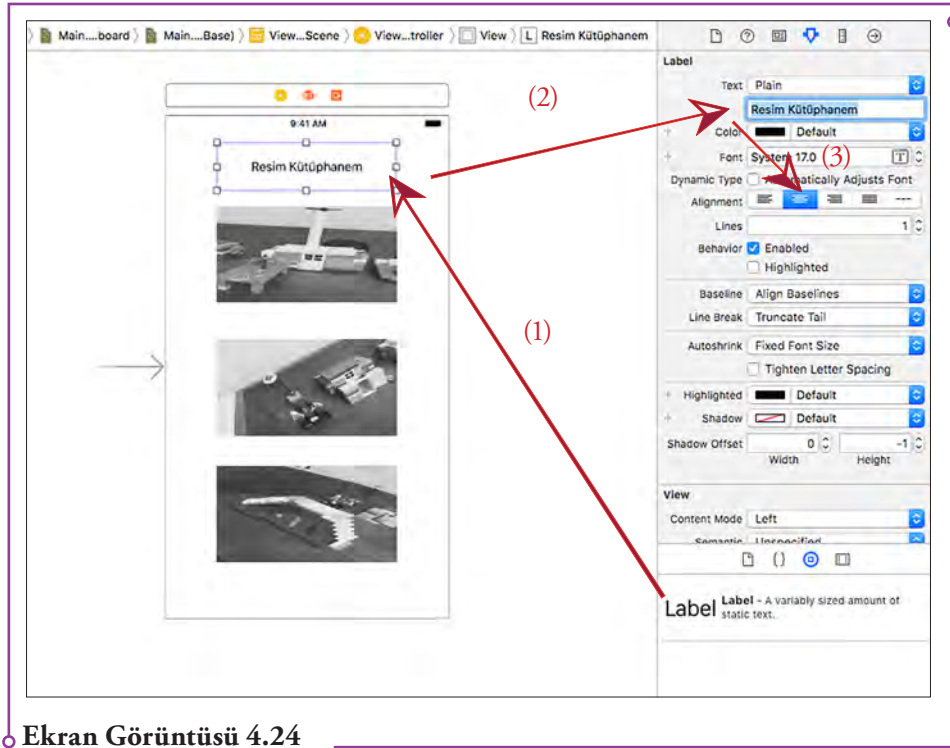 Main....board 〉 Main....Base) 〉 View...Scene 〉 View...troller 〉 View 〉 L Resim Kütüphanem
9:41 AM
Resim Kütüphanem
(1)
(2)
(3)
Label
Text Plain
Resim Kütüphanem
Color Default
Font System 17.0 T
Dynamic Type Automatically Adjusts Font
Alignment
Lines 1
Behavior Enabled
Highlighted
Baseline Align Baselines
Line Break Truncate Tail
Autoshrink Fixed Font Size
Tighten Letter Spacing
Highlighted Default
Shadow Default
Shadow Offset 0 -1
Width Height
View
Content Mode Left
Semantic Unspecified
Label Label - A variably sized amount of
static text.
Ekran Görüntüsü 4.24